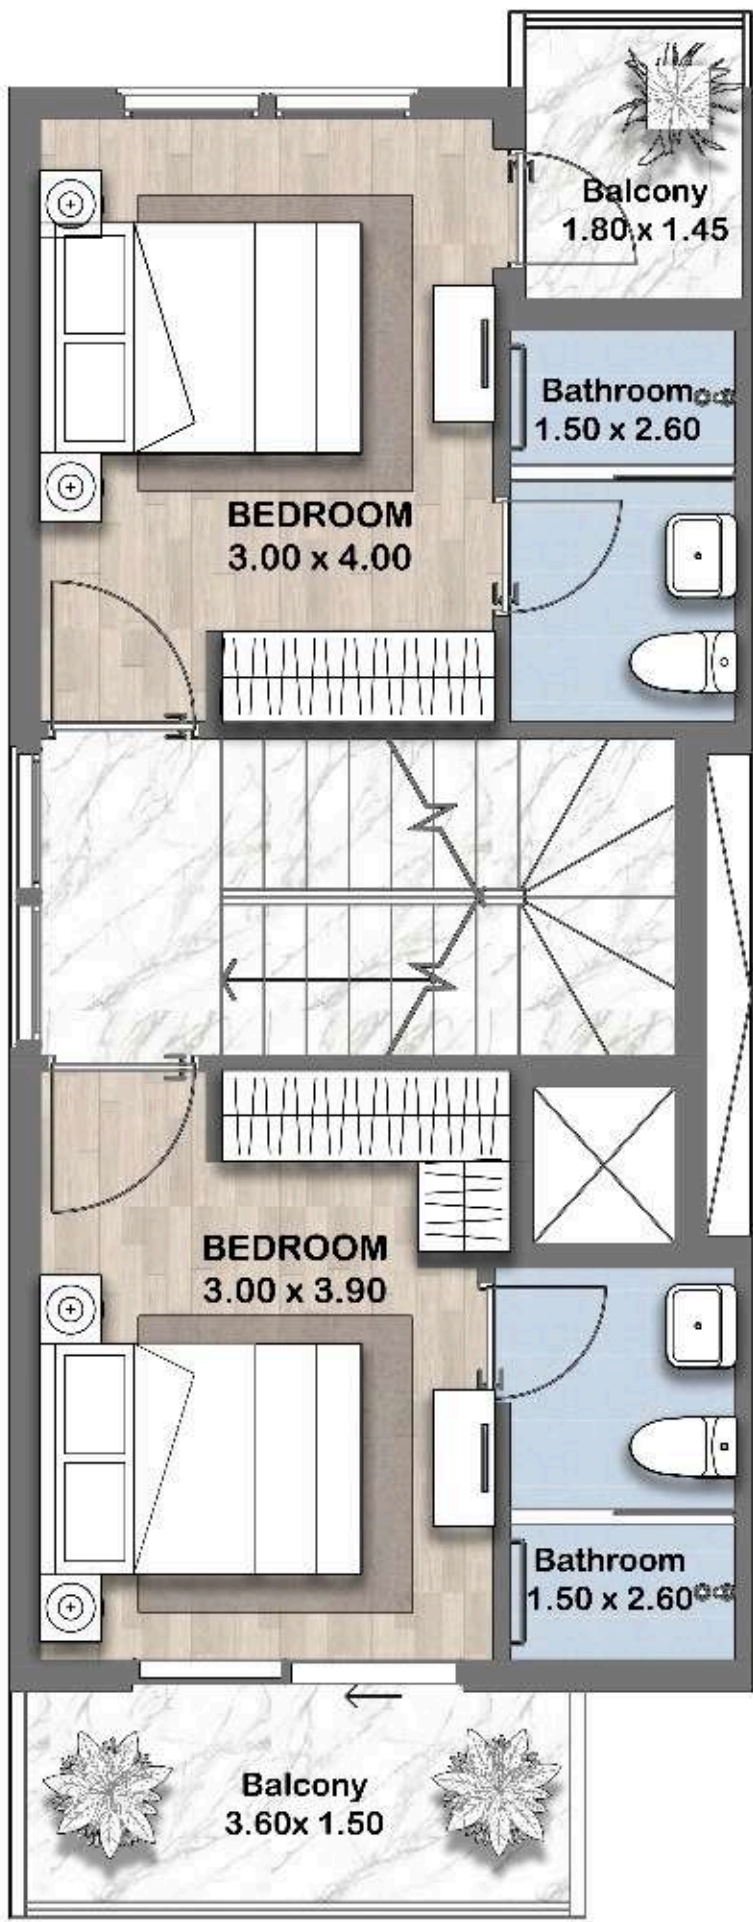 Balcony
1.80 x 1.45
Bathroom
1.50 x 2.60
BEDROOM
3.00 x 4.00
BEDROOM
3.00 x 3.90
Bathroom
1.50 x 2.60
Balcony
3.60x 1.50